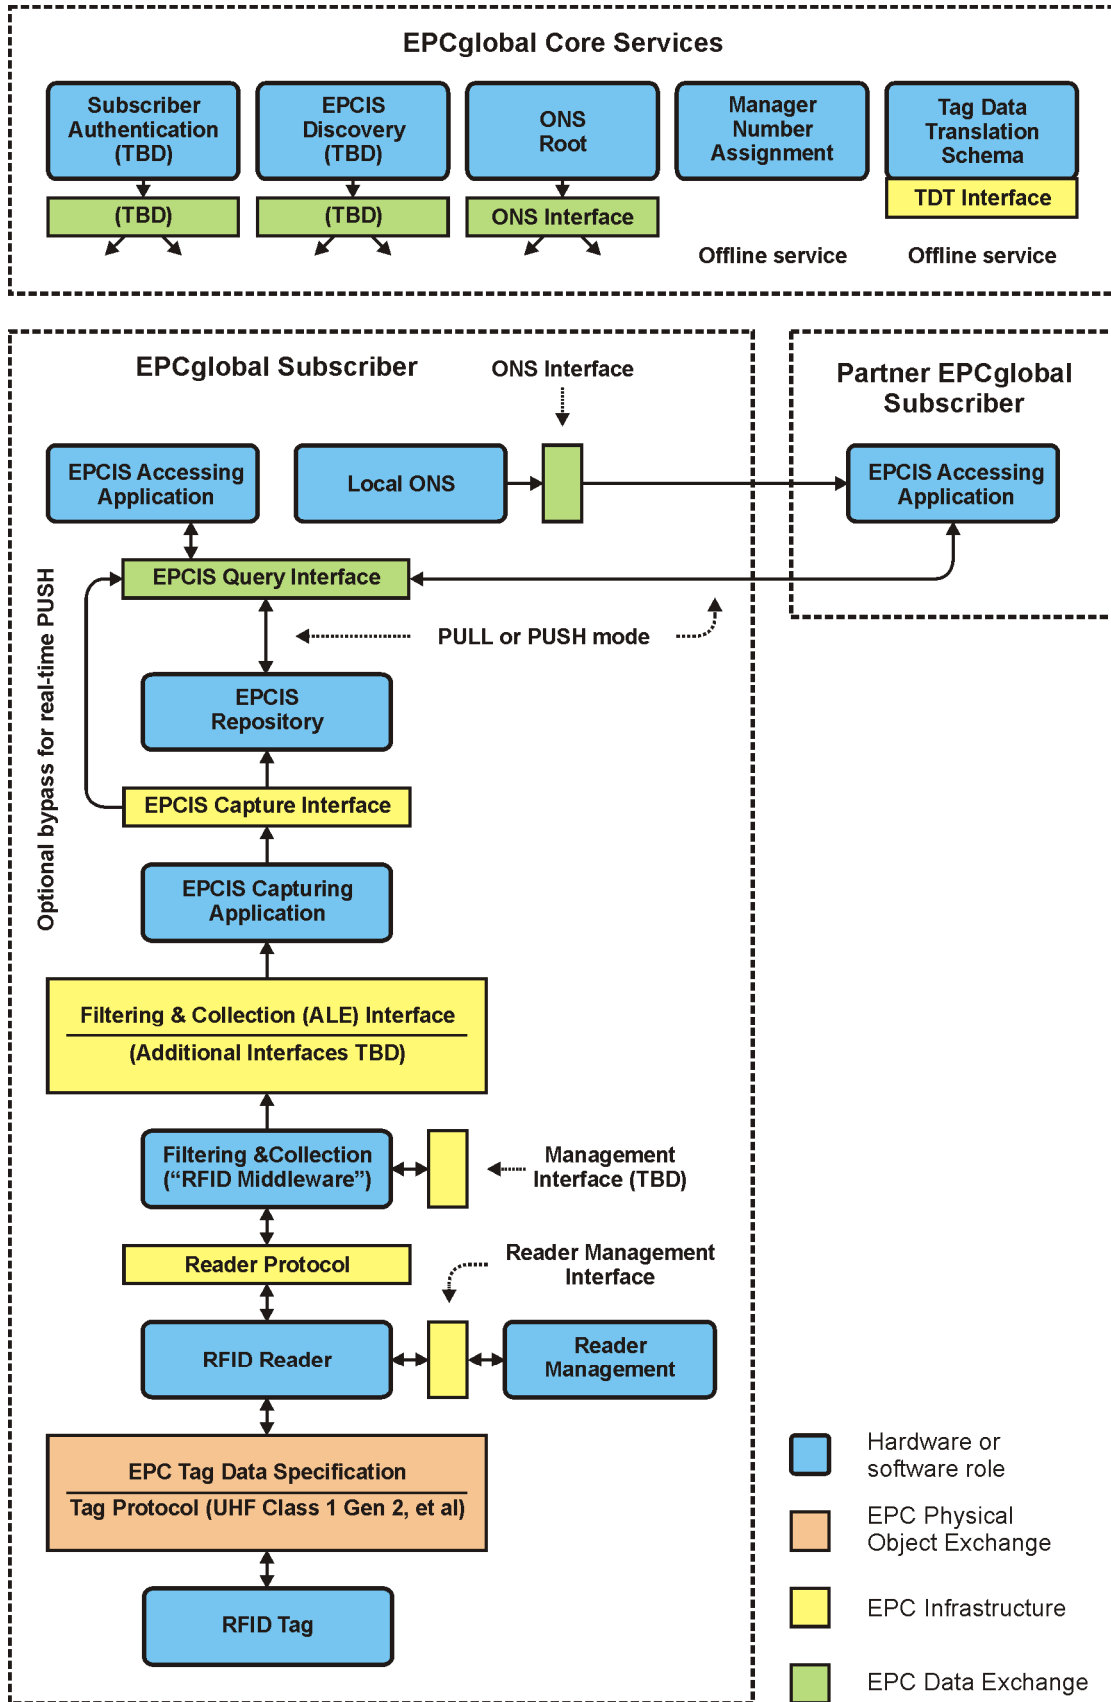 EPCglobal Core Services
Subscriber
Authentication
(TBD)
EPCIS
Discovery
(TBD)
ONS
Root
Manager
Number
Assignment
Tag Data
Translation
Schema
(TBD)
(TBD)
ONS Interface
TDT Interface
Offline service
Offline service
EPCglobal Subscriber
ONS Interface
Partner EPCglobal
Subscriber
EPCIS Accessing
Application
Local ONS
EPCIS Accessing
Application
EPCIS Query Interface
PULL or PUSH mode
Optional bypass for real-time PUSH
EPCIS
Repository
EPCIS Capture Interface
EPCIS Capturing
Application
Filtering & Collection (ALE) Interface
(Additional Interfaces TBD)
Filtering &Collection
(“RFID Middleware”)
Management
Interface (TBD)
Reader Protocol
Reader Management
Interface
RFID Reader
Reader
Management
EPC Tag Data Specification
Tag Protocol (UHF Class 1 Gen 2, et al)
RFID Tag
Hardware or
software role
EPC Physical
Object Exchange
EPC Infrastructure
EPC Data Exchange